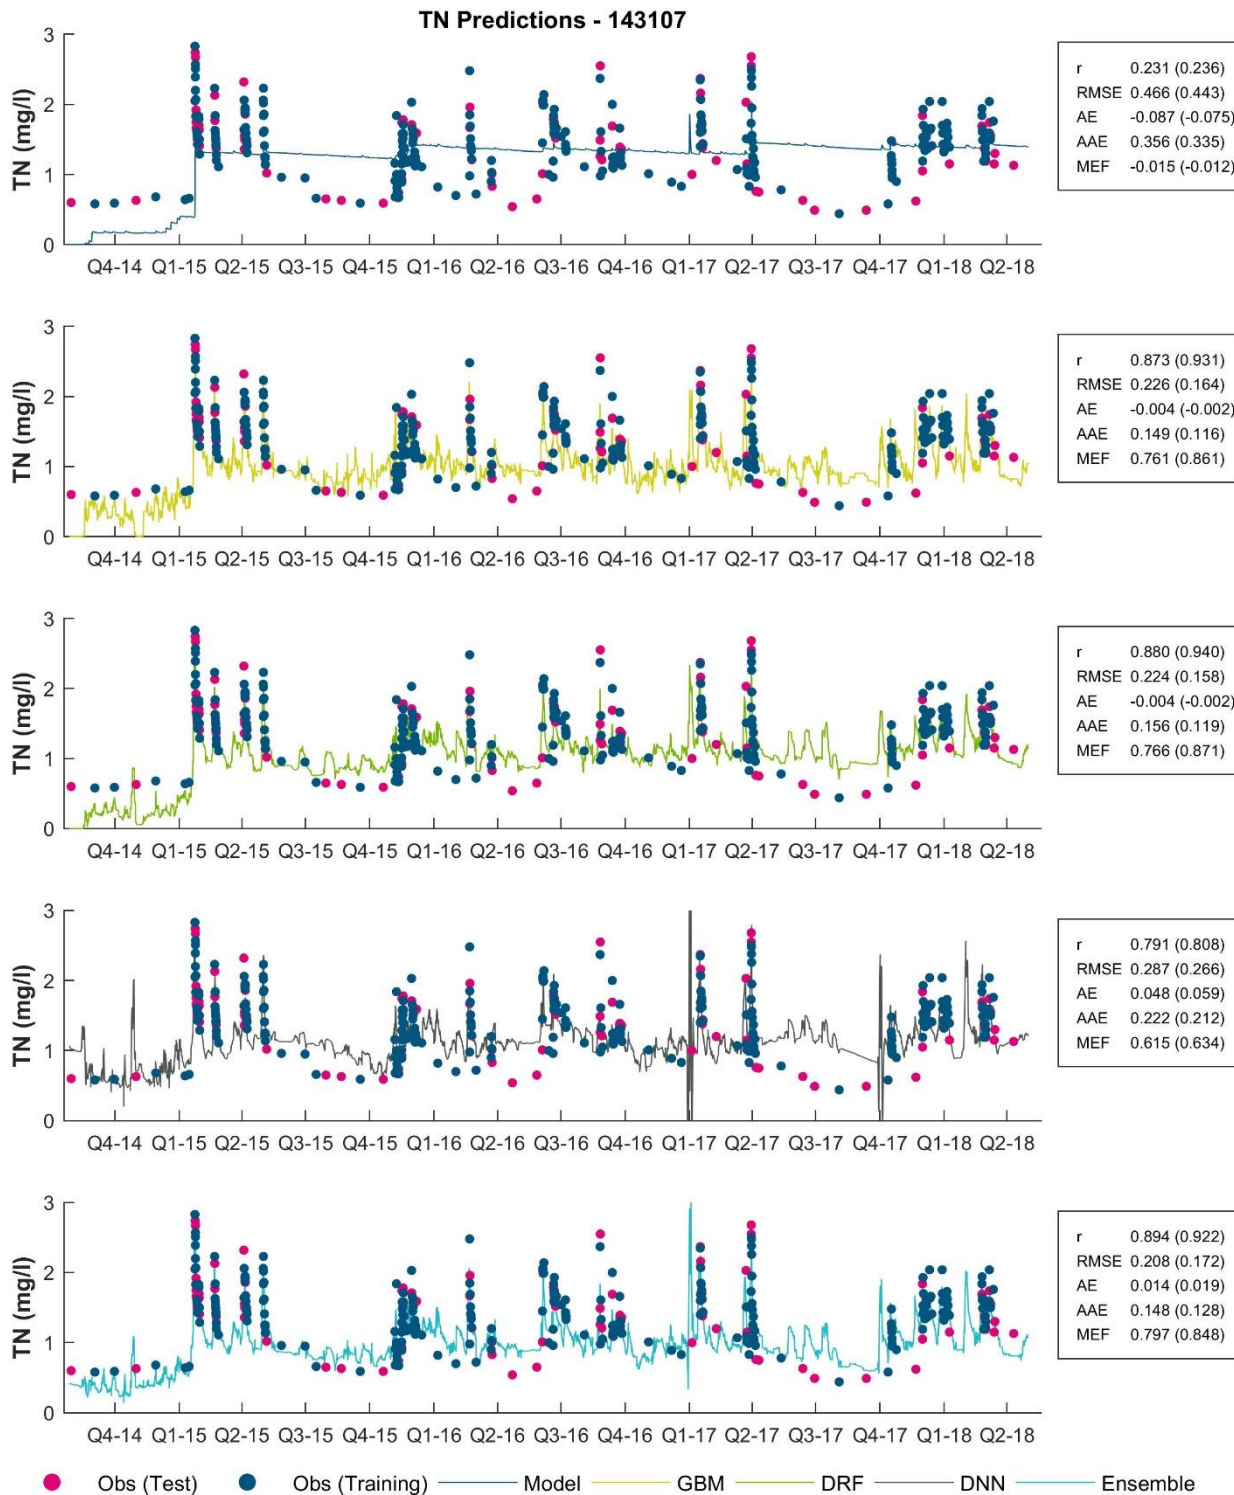 TN Predictions - 143107
TN (mg/l)
3
2
1
0
Q4-14 Q1-15 Q2-15 Q3-15 Q4-15 Q1-16 Q2-16 Q3-16 Q4-16 Q1-17 Q2-17 Q3-17 Q4-17 Q1-18 Q2-18
r 0.231 (0.236)
RMSE 0.466 (0.443)
AE -0.087 (-0.075)
AAE 0.356 (0.335)
MEF -0.015 (-0.012)
TN (mg/l)
3
2
1
0
Q4-14 Q1-15 Q2-15 Q3-15 Q4-15 Q1-16 Q2-16 Q3-16 Q4-16 Q1-17 Q2-17 Q3-17 Q4-17 Q1-18 Q2-18
r 0.873 (0.931)
RMSE 0.226 (0.164)
AE -0.004 (-0.002)
AAE 0.149 (0.116)
MEF 0.761 (0.861)
TN (mg/l)
3
2
1
0
Q4-14 Q1-15 Q2-15 Q3-15 Q4-15 Q1-16 Q2-16 Q3-16 Q4-16 Q1-17 Q2-17 Q3-17 Q4-17 Q1-18 Q2-18
r 0.880 (0.940)
RMSE 0.224 (0.158)
AE -0.004 (-0.002)
AAE 0.156 (0.119)
MEF 0.766 (0.871)
TN (mg/l)
3
2
1
0
Q4-14 Q1-15 Q2-15 Q3-15 Q4-15 Q1-16 Q2-16 Q3-16 Q4-16 Q1-17 Q2-17 Q3-17 Q4-17 Q1-18 Q2-18
r 0.791 (0.808)
RMSE 0.287 (0.266)
AE 0.048 (0.059)
AAE 0.222 (0.212)
MEF 0.615 (0.634)
TN (mg/l)
3
2
1
0
Q4-14 Q1-15 Q2-15 Q3-15 Q4-15 Q1-16 Q2-16 Q3-16 Q4-16 Q1-17 Q2-17 Q3-17 Q4-17 Q1-18 Q2-18
r 0.894 (0.922)
RMSE 0.208 (0.172)
AE 0.014 (0.019)
AAE 0.148 (0.128)
MEF 0.797 (0.848)
Obs (Test) Obs (Training) Model GBM DRF DNN Ensemble